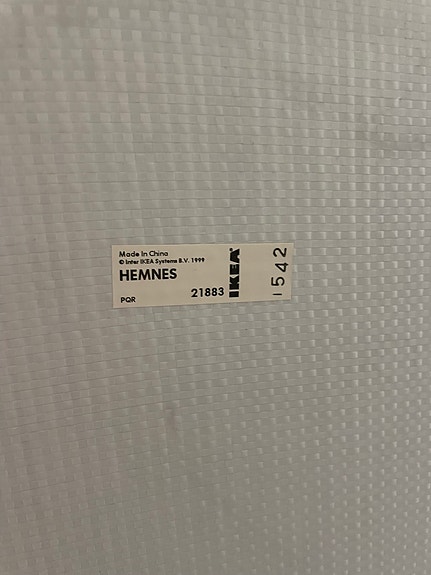 Made In China
© Inter IKEA Systems B.V. 1999
HEMNES
PQR
21883
IKEA
1542